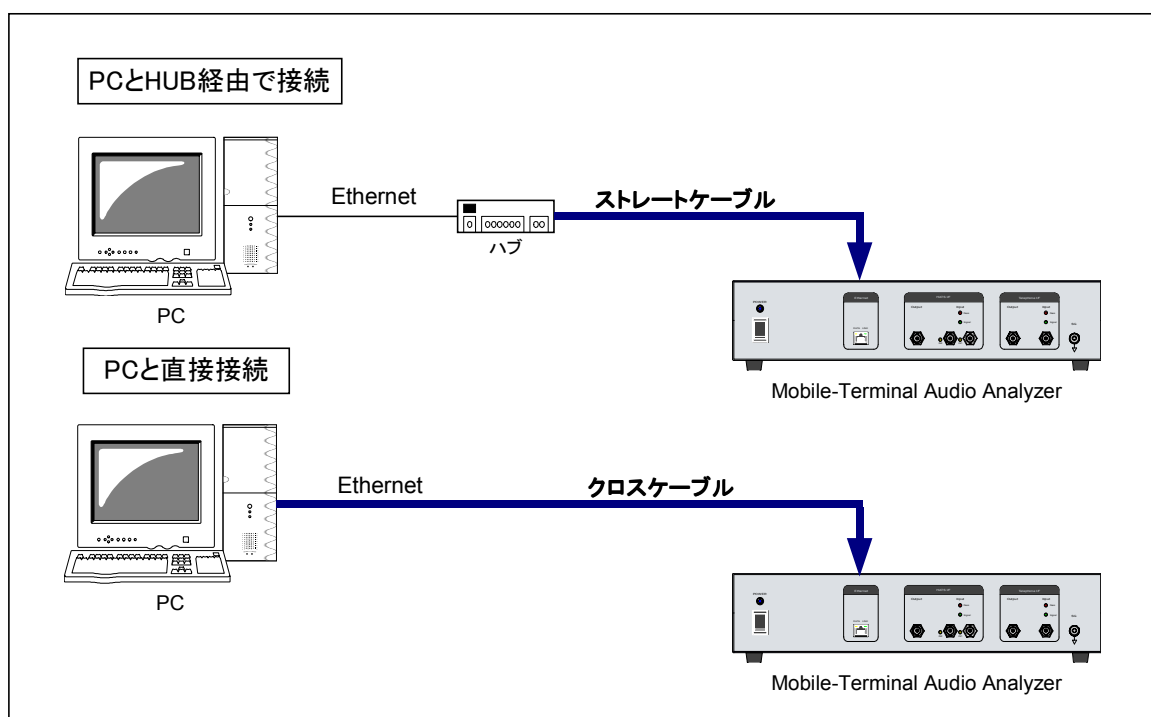 PCとHUB経由で接続
Ethernet
ストレートケーブル
ハブ
PC
Mobile-Terminal Audio Analyzer
PCと直接接続
Ethernet
クロスケーブル
PC
Mobile-Terminal Audio Analyzer